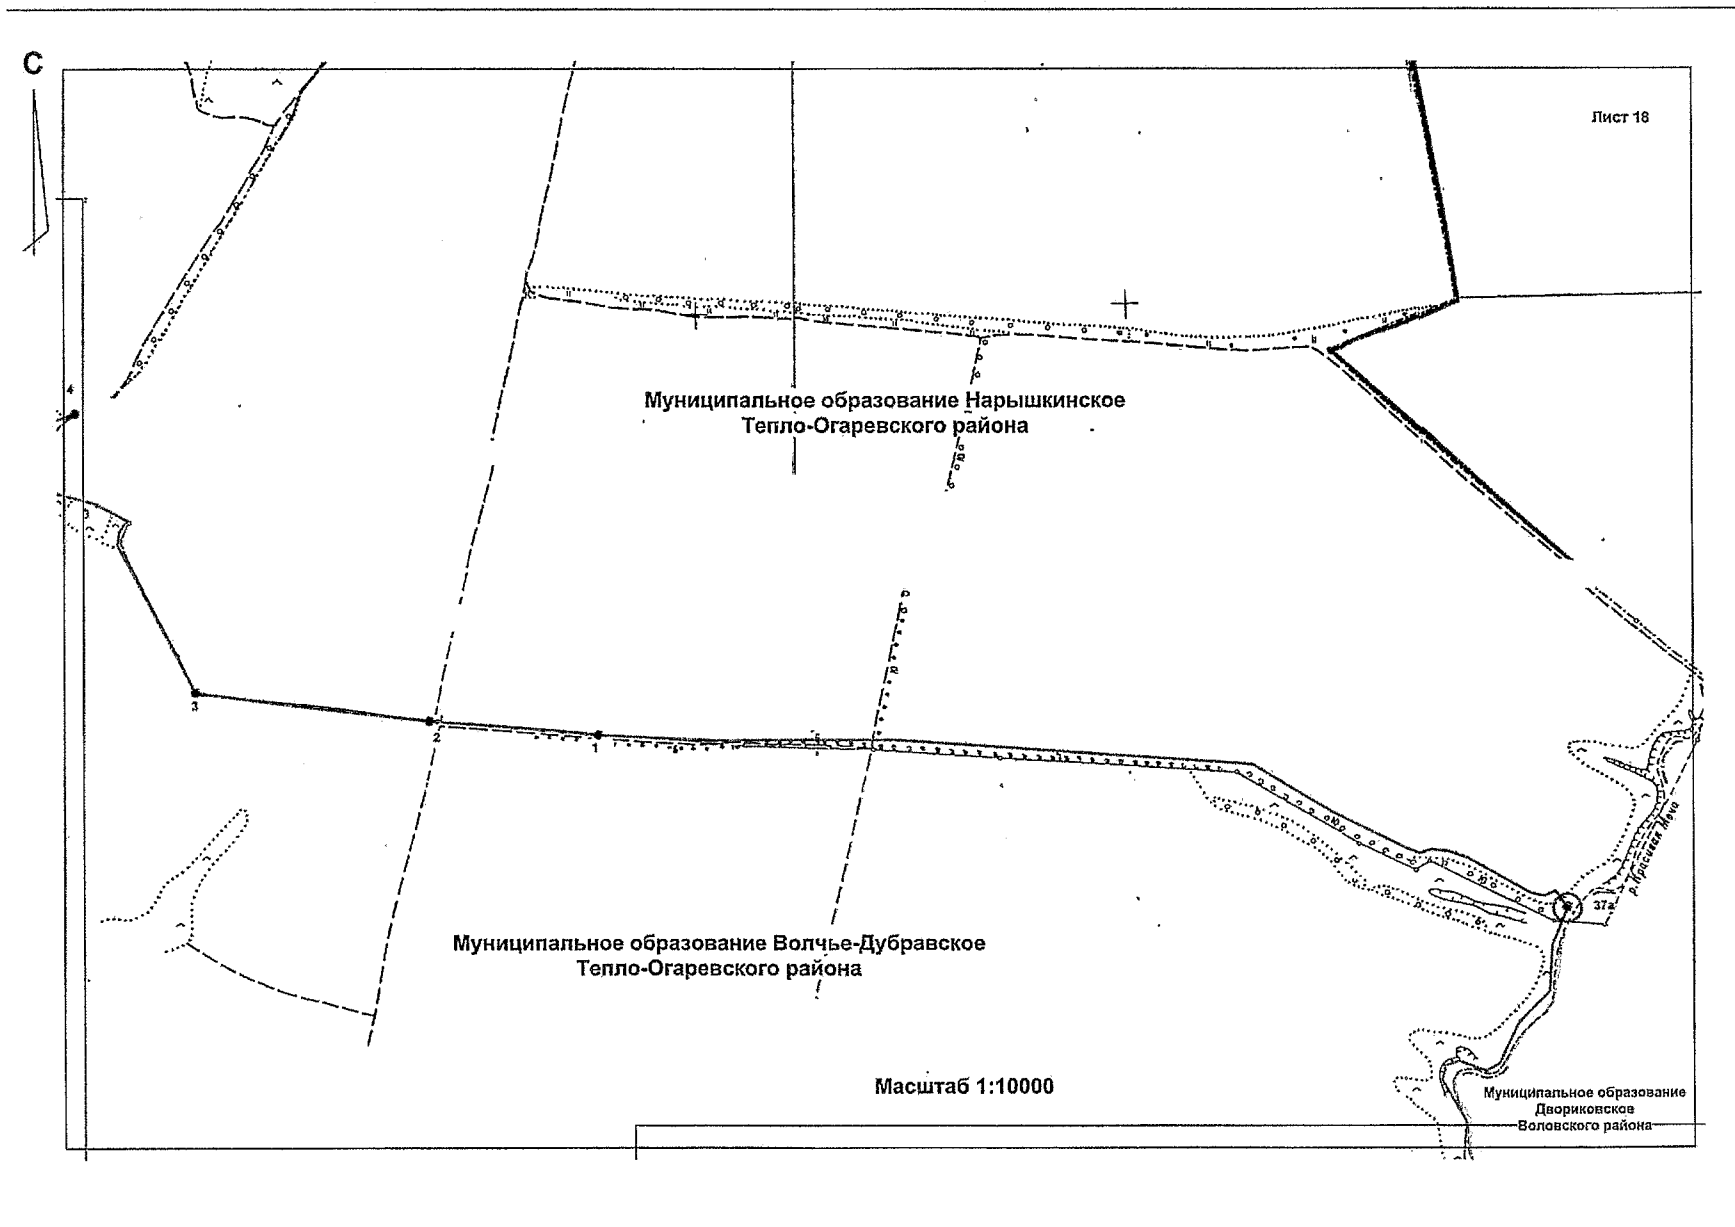 С
Лист 18
4
Муниципальное образование Нарышкинское
Тепло-Огаревского района
3
2
1
р. Красивая Меча
37а
Муниципальное образование Волчье-Дубравское
Тепло-Огаревского района
Масштаб 1:10000
Муниципальное образование
Двориковское
Воловского района